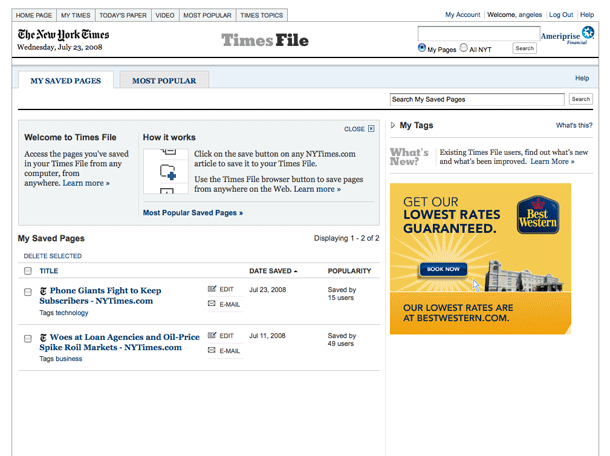 HOME PAGE MY TIMES TODAY'S PAPER VIDEO MOST POPULAR TIMES TOPICS
My Account Welcome, angeles Log Out Help
The New York Times
Wednesday, July 23, 2008
TimesFile
My Pages All NYT Search
Ameriprise
Financial
MY SAVED PAGES MOST POPULAR
Help
Search My Saved Pages Search
CLOSE
Welcome to Times File
Access the pages you've saved
in your Times File from any
computer, from
anywhere. Learn more »
How it works
Click on the save button on any NYTimes.com
article to save it to your Times File.
Use the Times File browser button to save pages
from anywhere on the Web. Learn more »
Most Popular Saved Pages »
My Tags What's this?
What's
New?
Existing Times File users, find out what's new
and what's been improved. Learn More »
GET OUR
LOWEST RATES
GUARANTEED.
Best
Western
BOOK NOW
OUR LOWEST RATES ARE
AT BESTWESTERN.COM.
My Saved Pages Displaying 1 - 2 of 2
DELETE SELECTED
TITLE DATE SAVED POPULARITY
Phone Giants Fight to Keep
Subscribers - NYTimes.com
Tags technology
EDIT
E-MAIL
Jul 23, 2008
Saved by
15 users
Woes at Loan Agencies and Oil-Price
Spike Roil Markets - NYTimes.com
Tags business
EDIT
E-MAIL
Jul 11, 2008
Saved by
49 users